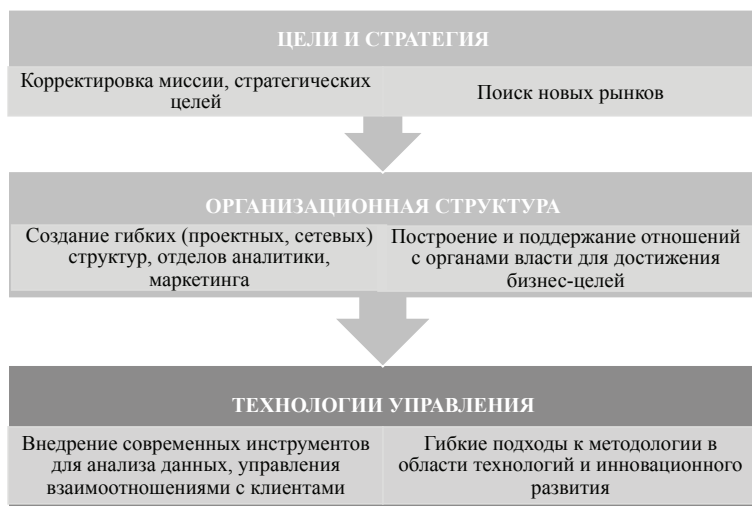 ЦЕЛИ И СТРАТЕГИЯ
Корректировка миссии, стратегических
целей
Поиск новых рынков
ОРГАНИЗАЦИОННАЯ СТРУКТУРА
Создание гибких (проектных, сетевых)
структур, отделов аналитики,
маркетинга
Построение и поддержание отношений
с органами власти для достижения
бизнес-целей
ТЕХНОЛОГИИ УПРАВЛЕНИЯ
Внедрение современных инструментов
для анализа данных, управления
взаимоотношениями с клиентами
Гибкие подходы к методологии в
области технологий и инновационного
развития